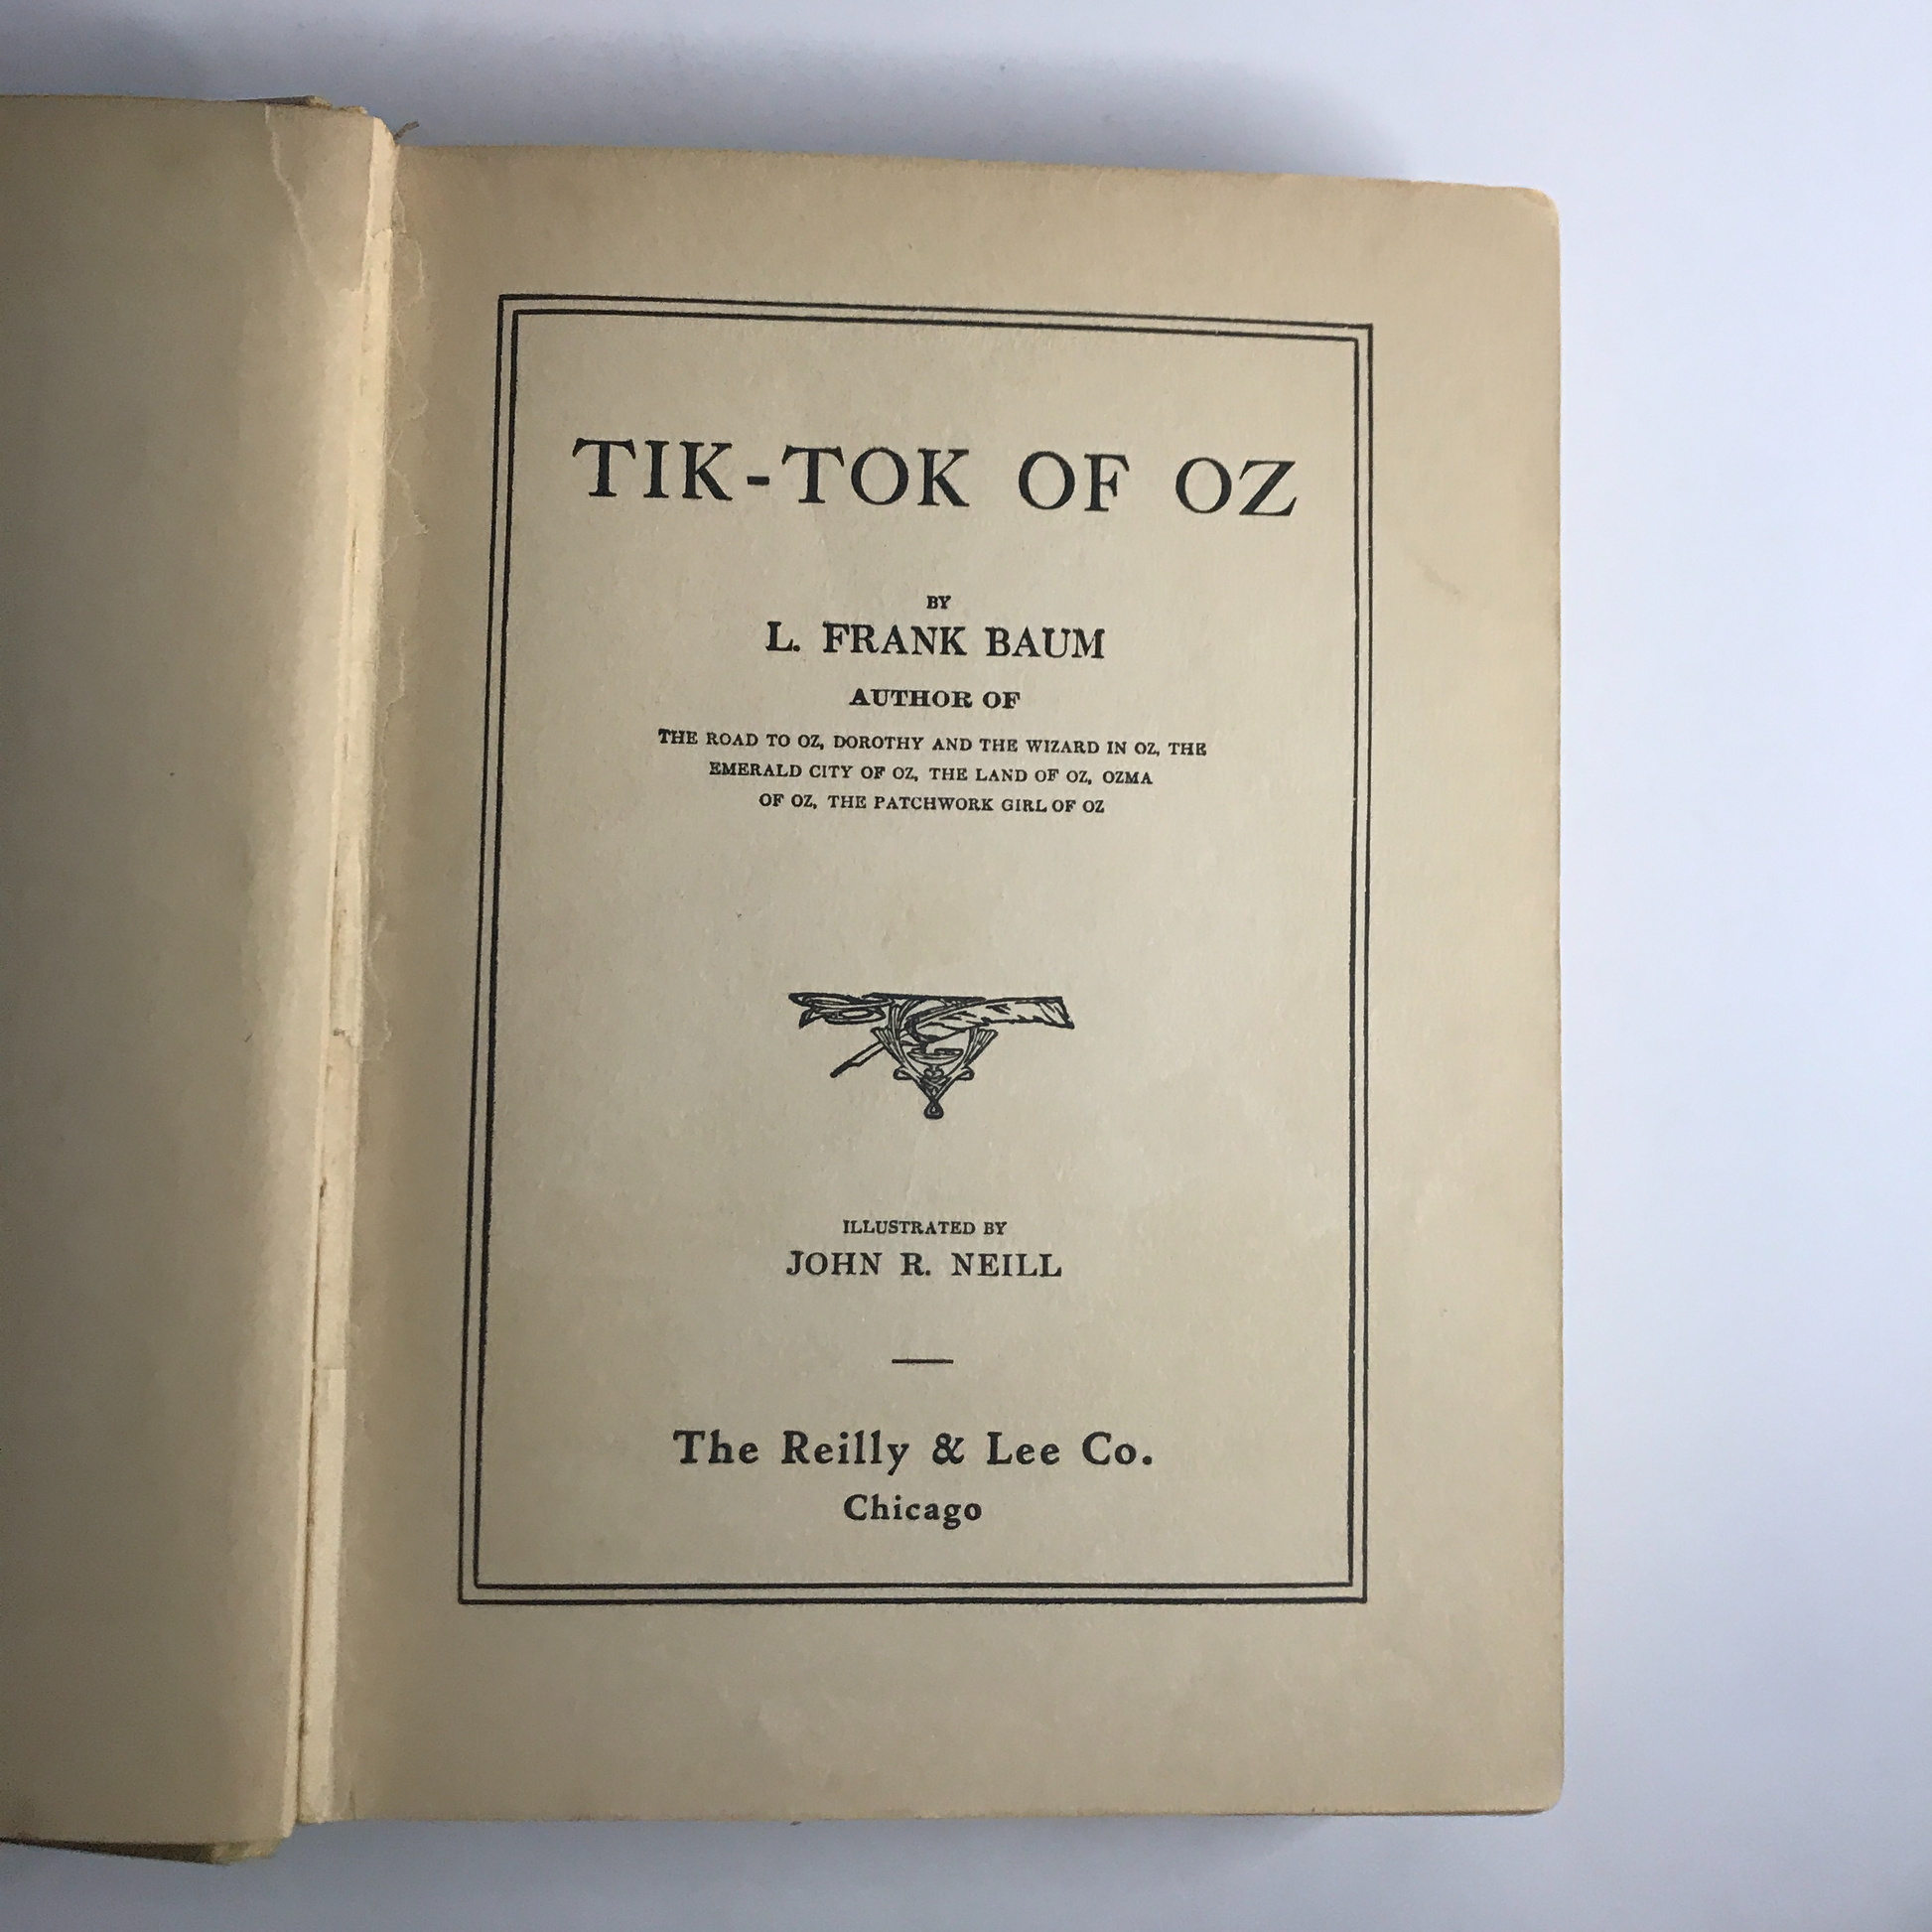 TIK-TOK OF OZ
BY
L. FRANK BAUM
AUTHOR OF
THE ROAD TO OZ, DOROTHY AND THE WIZARD IN OZ, THE
EMERALD CITY OF OZ, THE LAND OF OZ, OZMA
OF OZ, THE PATCHWORK GIRL OF OZ
ILLUSTRATED BY
JOHN R. NEILL
The Reilly & Lee Co.
Chicago